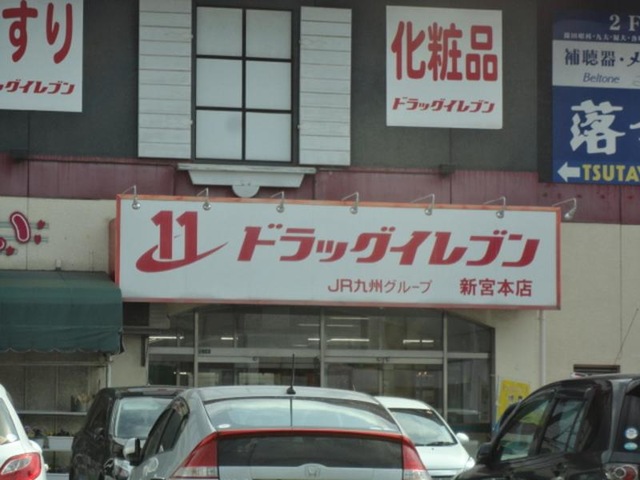 すり
ドラッグイレブン
化粧品
ドラッグイレブン
2F
補聴器・メ
Beltone
落
TSUTAY
11 ドラッグイレブン
JR九州グループ 新宮本店